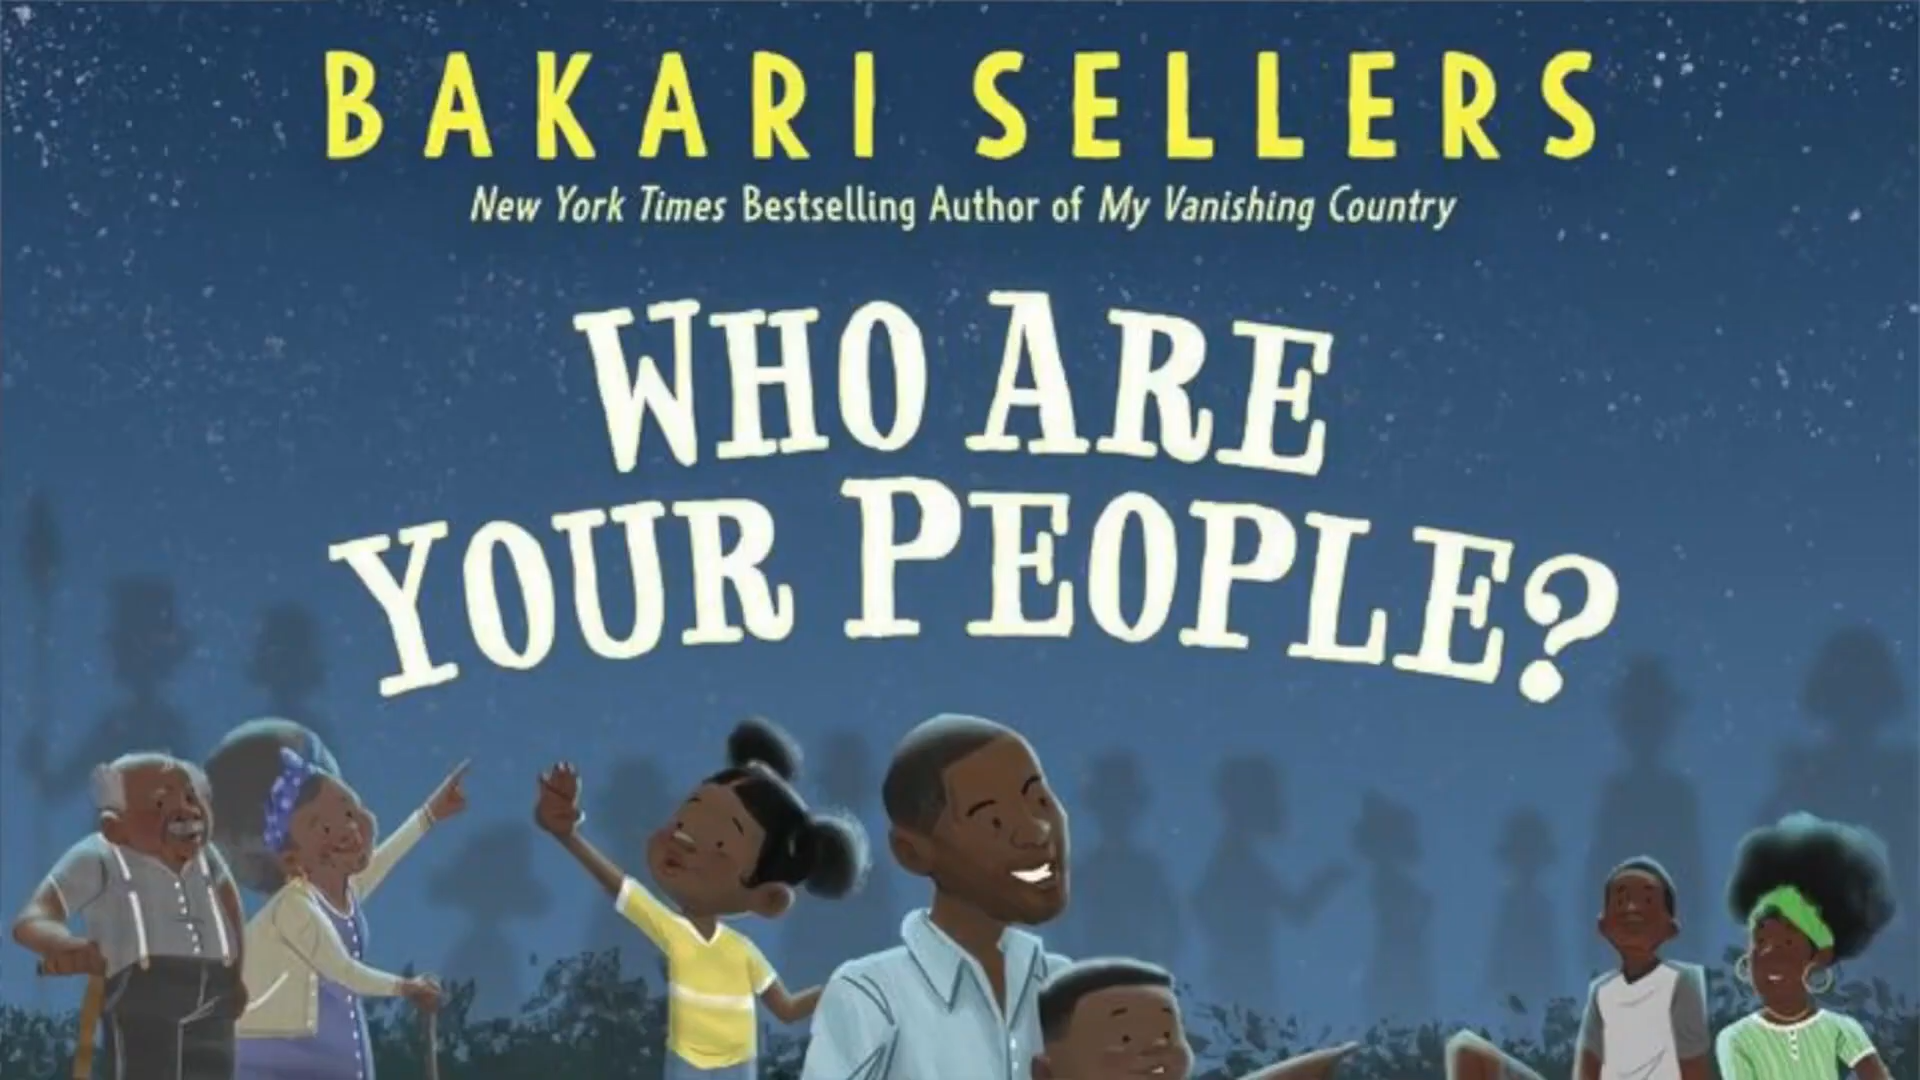 BAKARI SELLERS
New York Times Bestselling Author of My Vanishing Country
WHO ARE
YOUR PEOPLE?